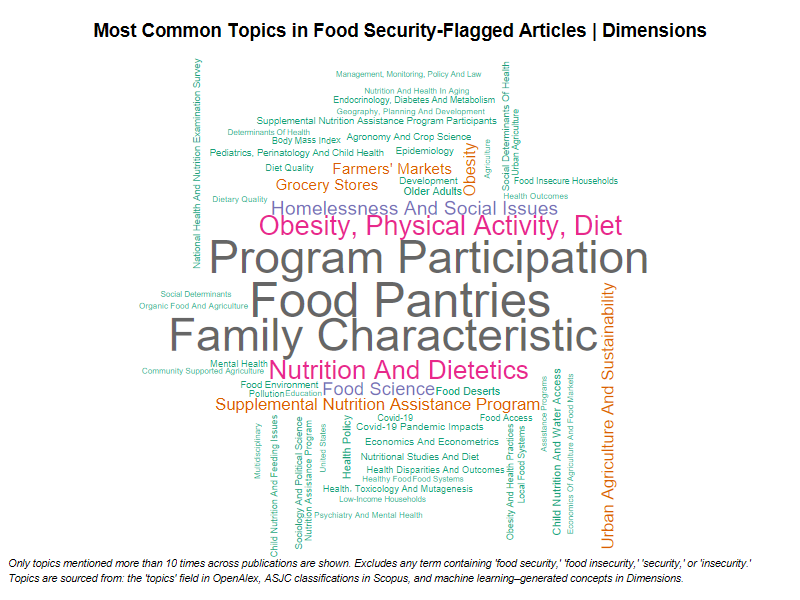 Most Common Topics in Food Security-Flagged Articles | Dimensions
National Health And Nutrition Examination Survey
Management, Monitoring, Policy And Law
Nutrition And Health In Aging
Endocrinology, Diabetes And Metabolism
Geography, Planning And Development
Supplemental Nutrition Assistance Program Participants
Determinants Of Health
Body Mass Index
Agronomy And Crop Science
Pediatrics, Perinatology And Child Health
Epidemiology
Obesity
Agriculture
Social Determinants Of Health
Urban Agriculture
Diet Quality
Farmers' Markets
Grocery Stores
Development
Food Insecure Households
Older Adults
Dietary Quality
Health Outcomes
Homelessness And Social Issues
Obesity, Physical Activity, Diet
Program Participation
Social Determinants
Food Pantries
Organic Food And Agriculture
Family Characteristic
Urban Agriculture And Sustainability
Mental Health
Community Supported Agriculture
Nutrition And Dietetics
Food Environment
Pollution
Education
Food Science
Food Deserts
Supplemental Nutrition Assistance Program
Multidisciplinary
Child Nutrition And Feeding Issues
Sociology And Political Science
Nutrition Assistance Program
United States
Health Policy
Covid-19
Food Access
Covid-19 Pandemic Impacts
Economics And Econometrics
Nutritional Studies And Diet
Health Disparities And Outcomes
Healthy Food
Food Systems
Health, Toxicology And Mutagenesis
Low-Income Households
Psychiatry And Mental Health
Obesity And Health Practices
Local Food Systems
Assistance Programs
Child Nutrition And Water Access
Economics Of Agriculture And Food Markets
Only topics mentioned more than 10 times across publications are shown. Excludes any term containing 'food security,' 'food insecurity,' 'security,' or 'insecurity.'
Topics are sourced from: the 'topics' field in OpenAlex, ASJC classifications in Scopus, and machine learning–generated concepts in Dimensions.